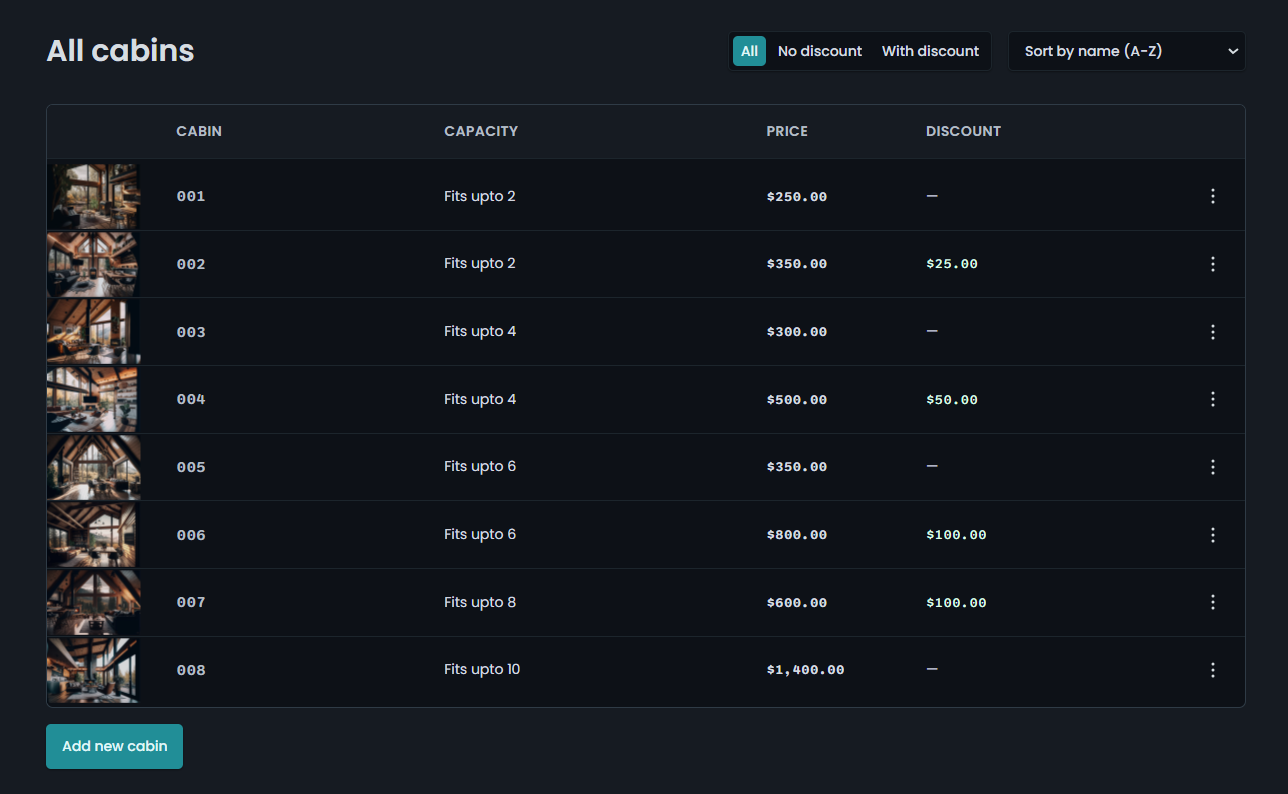 All cabins
All No discount With discount Sort by name (A-Z)
CABIN CAPACITY PRICE DISCOUNT
001 Fits upto 2 $250.00 —
002 Fits upto 2 $350.00 $25.00
003 Fits upto 4 $300.00 —
004 Fits upto 4 $500.00 $50.00
005 Fits upto 6 $350.00 —
006 Fits upto 6 $800.00 $100.00
007 Fits upto 8 $600.00 $100.00
008 Fits upto 10 $1,400.00 —
Add new cabin